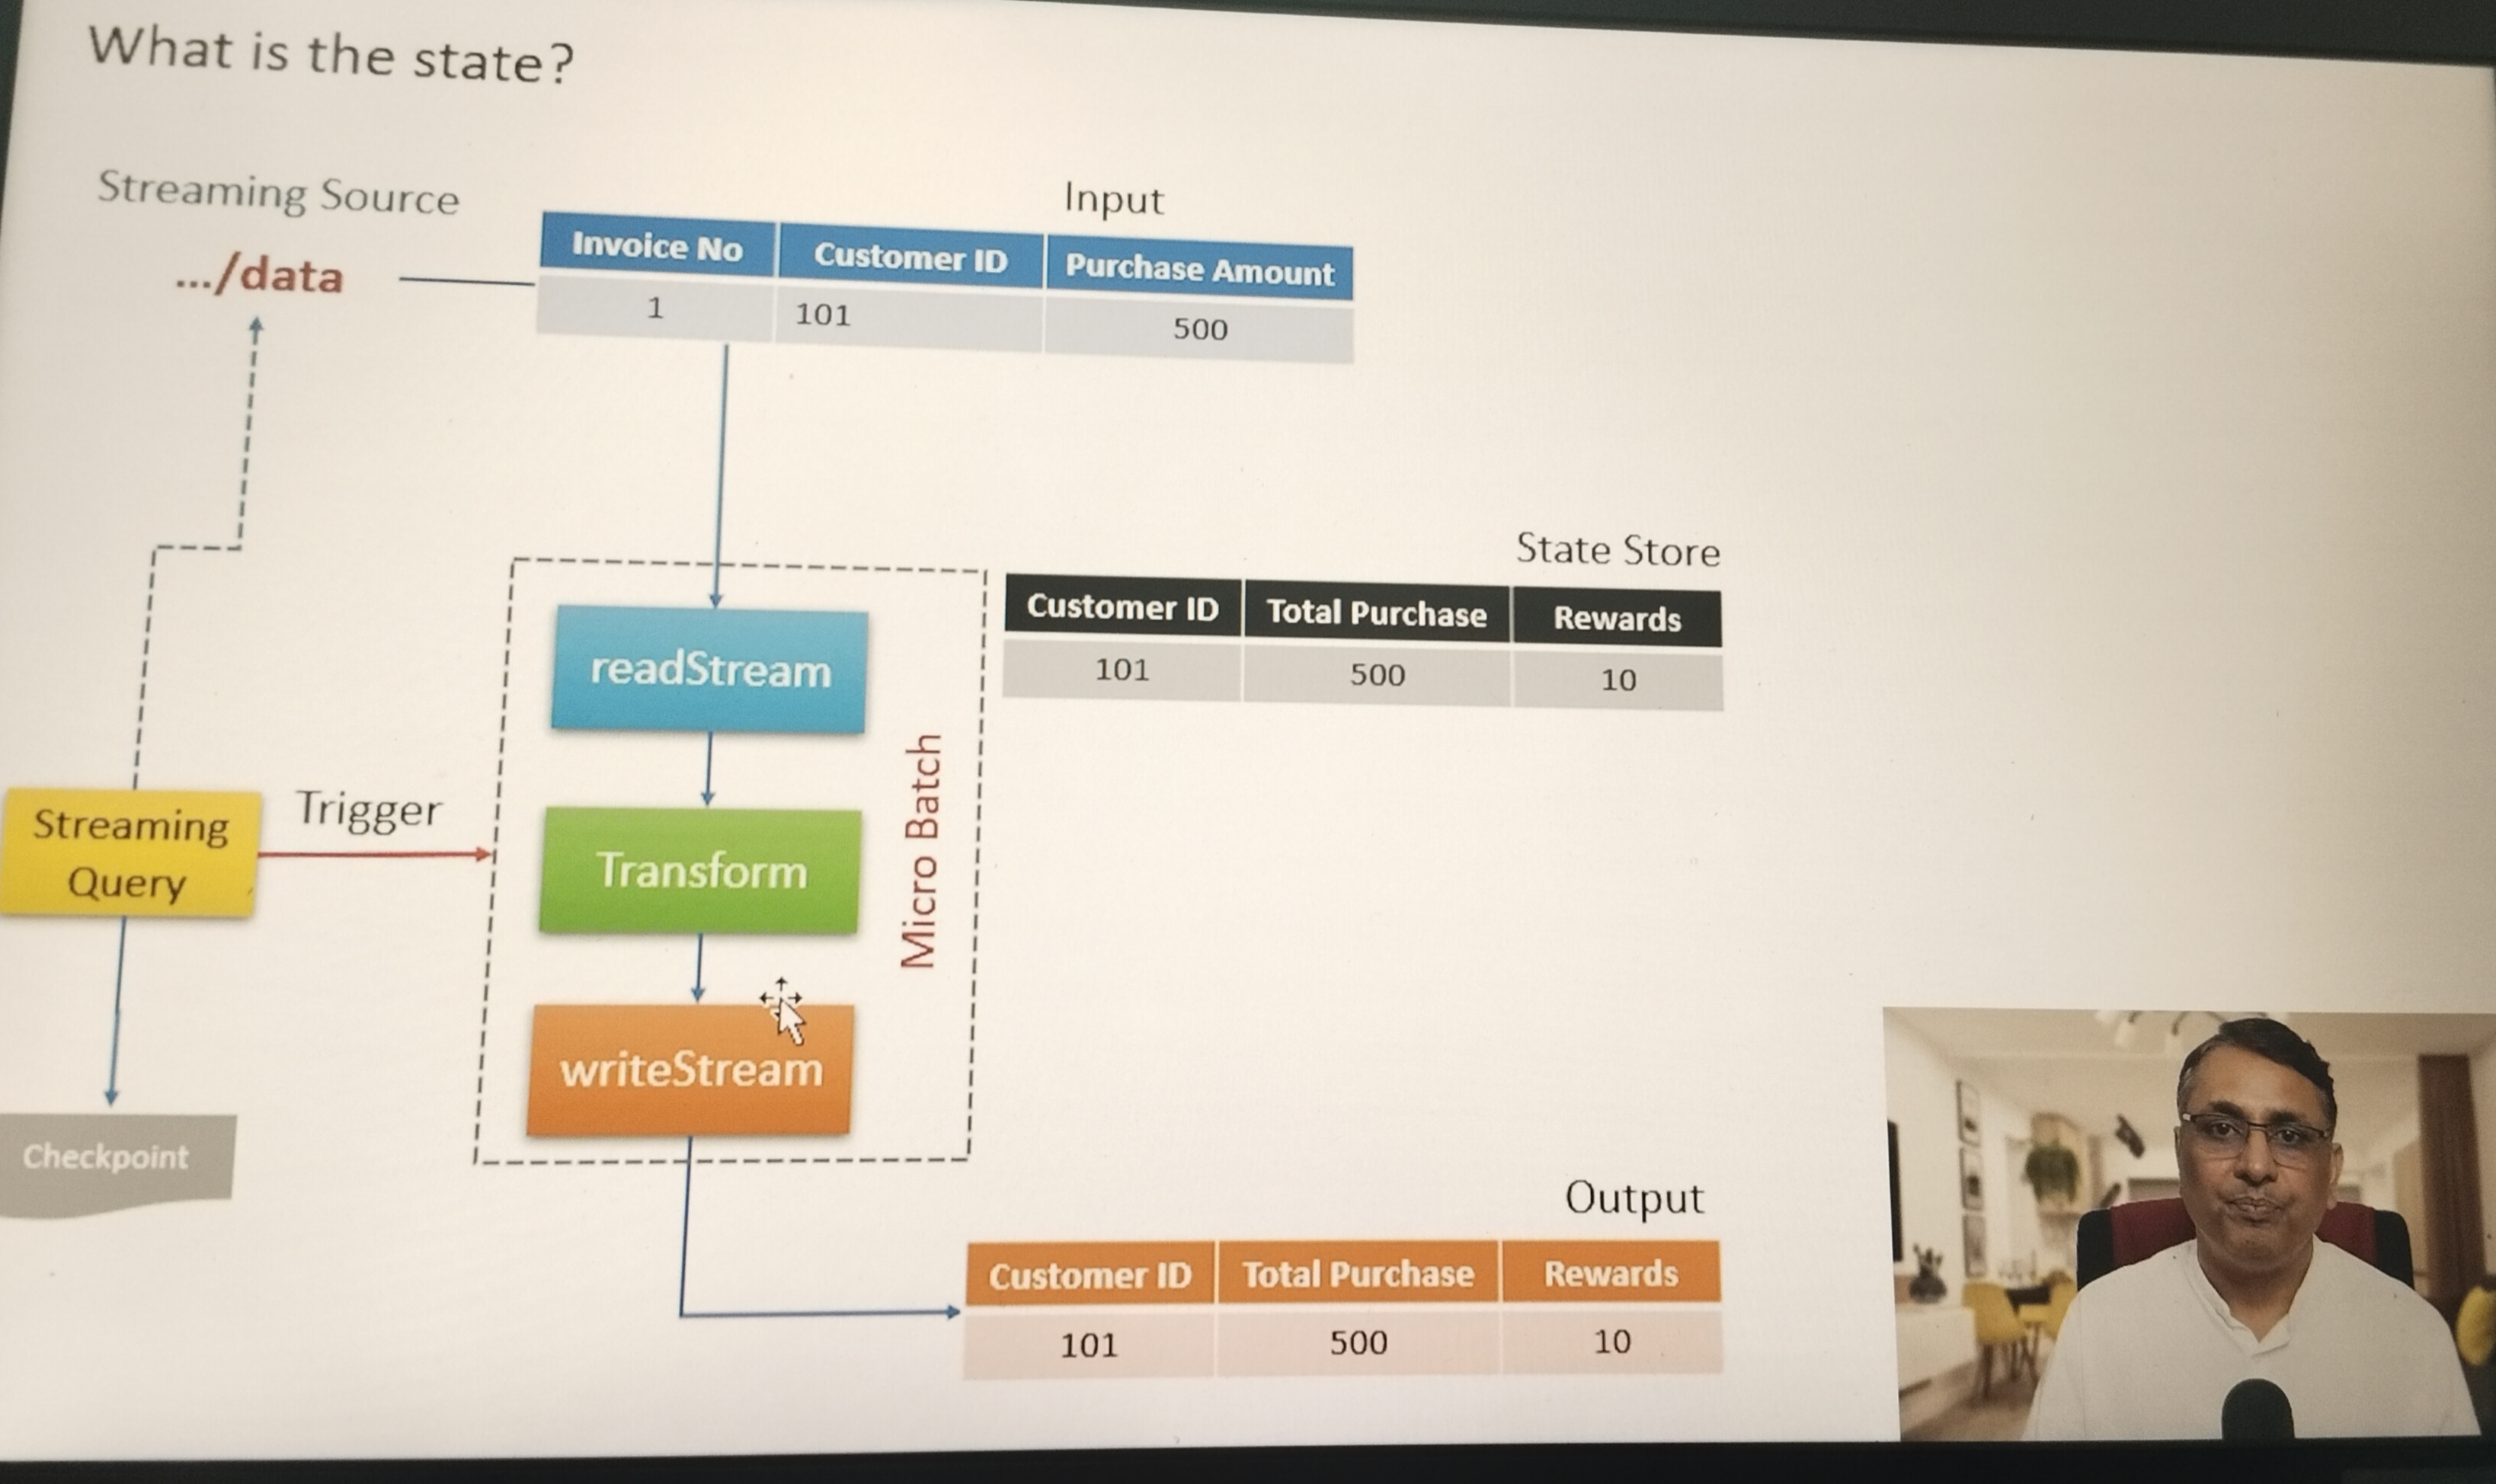 What is the state?
Streaming Source
.../data
Input
Invoice No Customer ID Purchase Amount
1 101 500
State Store
Customer ID Total Purchase Rewards
101 500 10
readStream
Transform
writeStream
Micro Batch
Streaming
Query
Trigger
Checkpoint
Output
Customer ID Total Purchase Rewards
101 500 10